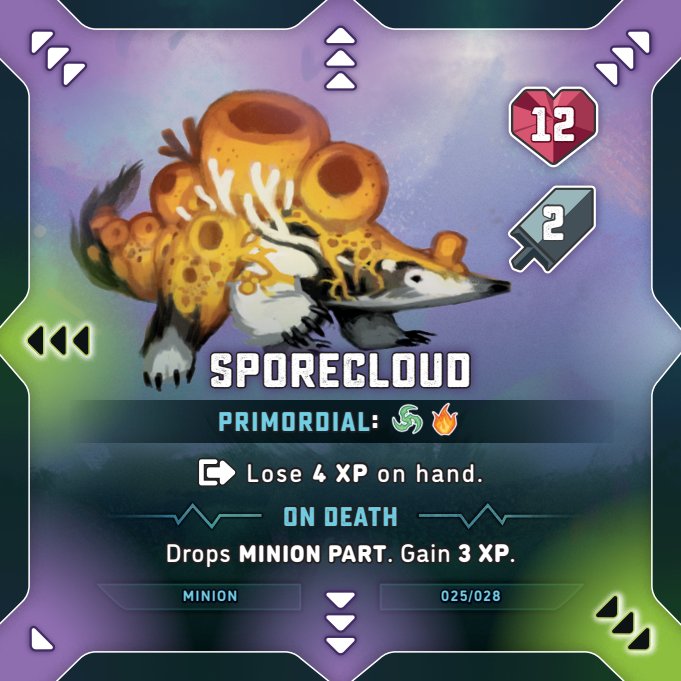 12
2
SPORECLOUD
PRIMORDIAL:
Lose 4 XP on hand.
ON DEATH
Drops MINION PART. Gain 3 XP.
MINION
025/028